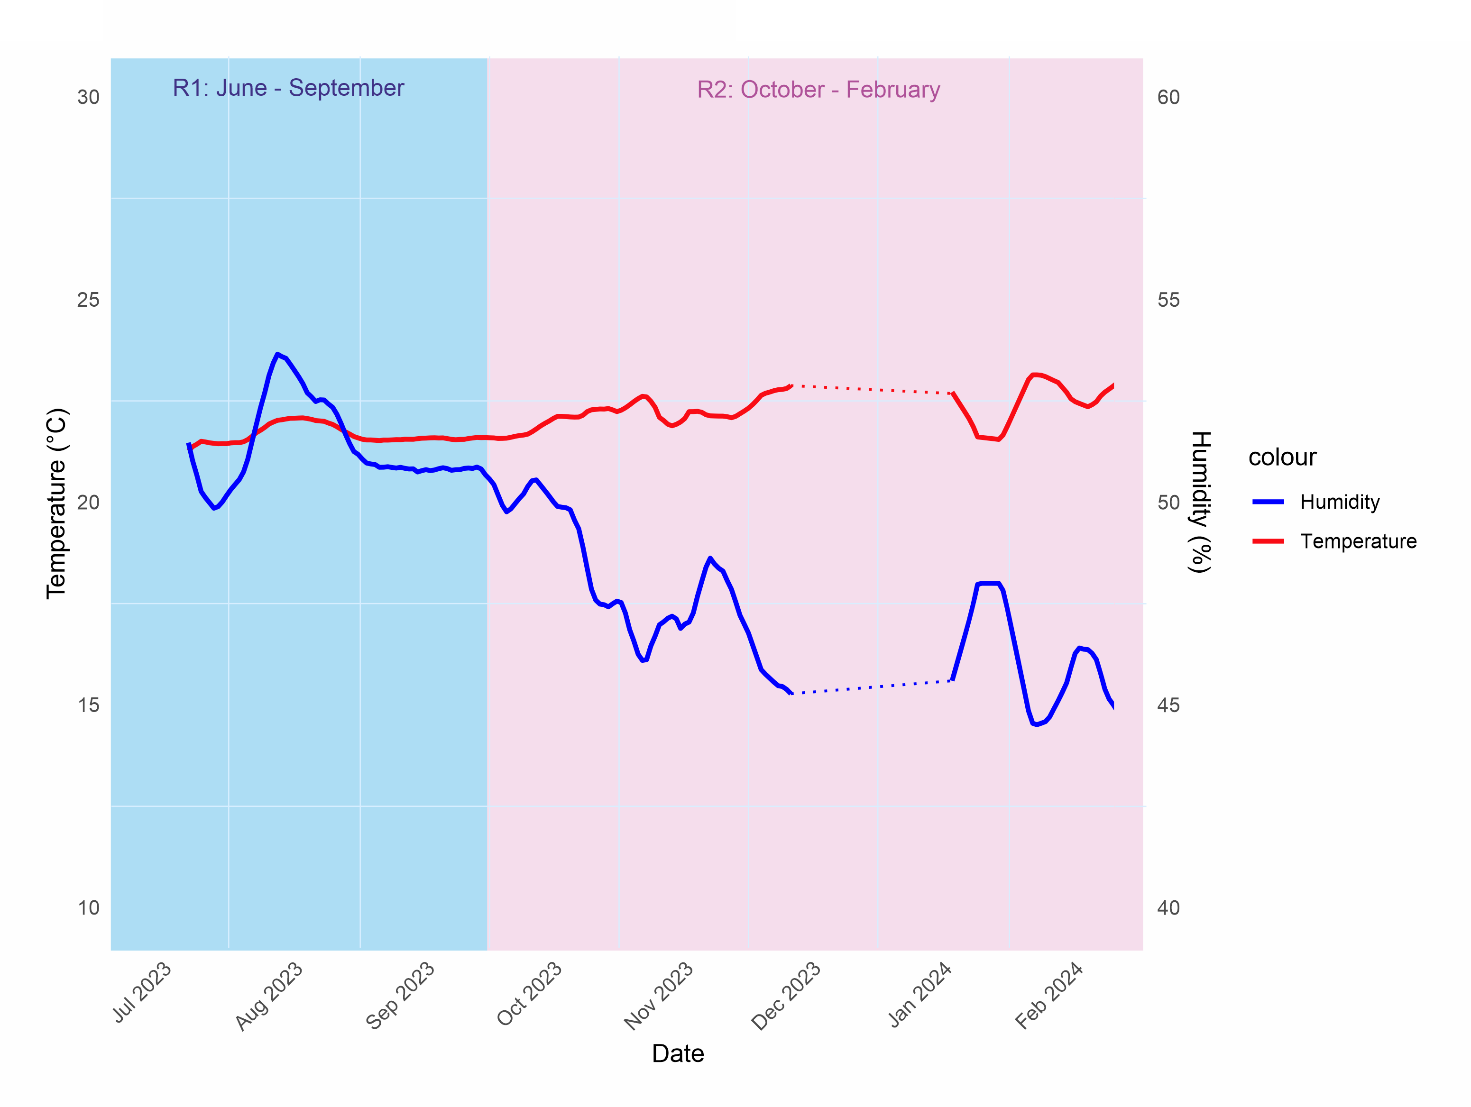 R1: June - September
R2: October - February
30
25
20
15
10
Temperature (°C)
60
55
50
45
40
Humidity (%)
colour
Humidity
Temperature
Jul 2023
Aug 2023
Sep 2023
Oct 2023
Nov 2023
Dec 2023
Jan 2024
Feb 2024
Date